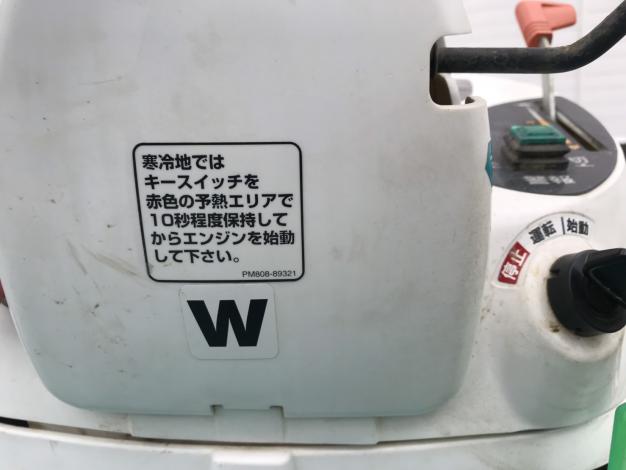 寒冷地では
キースイッチを
赤色の予熱エリアで
10秒程度保持して
からエンジンを始動
して下さい。
PM808-89321
W
停止 運転 始動